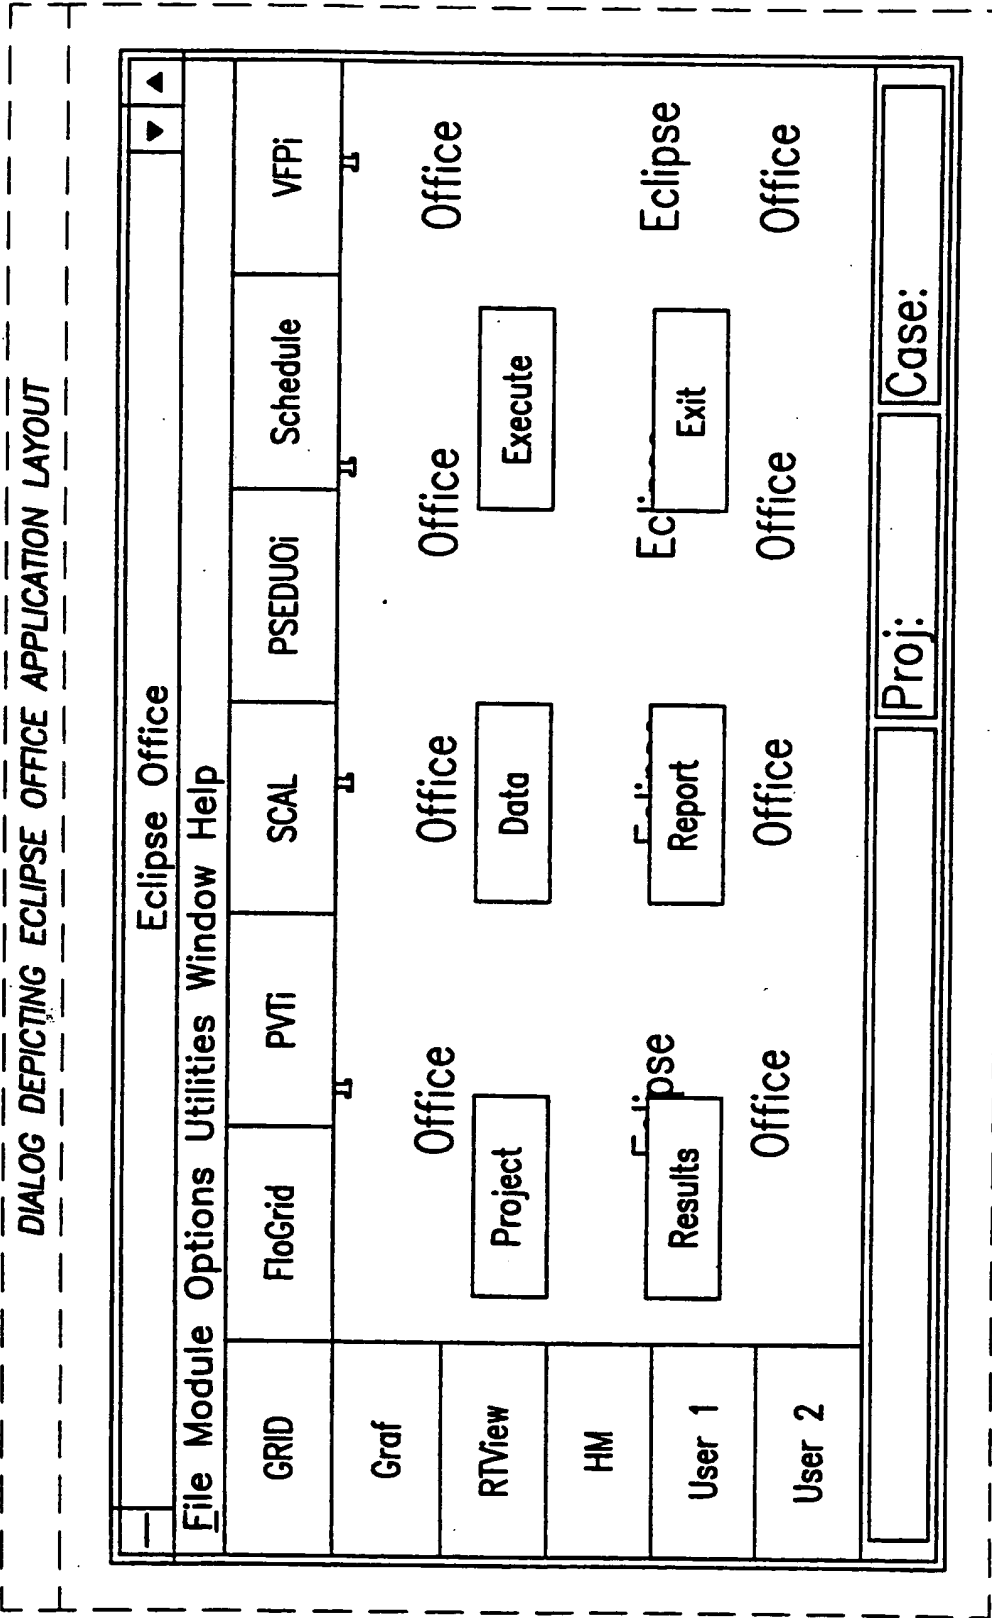 DIALOG DEPICTING ECLIPSE OFFICE APPLICATION LAYOUT
Eclipse Office
File Module Options Utilities Window Help
GRID FloGrid PVTi SCAL PSEDUOi Schedule VFPi
Graf
RTView
HM
User 1
User 2
Office Office Office Office
Project Data Execute
Eclipse
Results Report Exit
Office Office Office Office
Proj: Case: